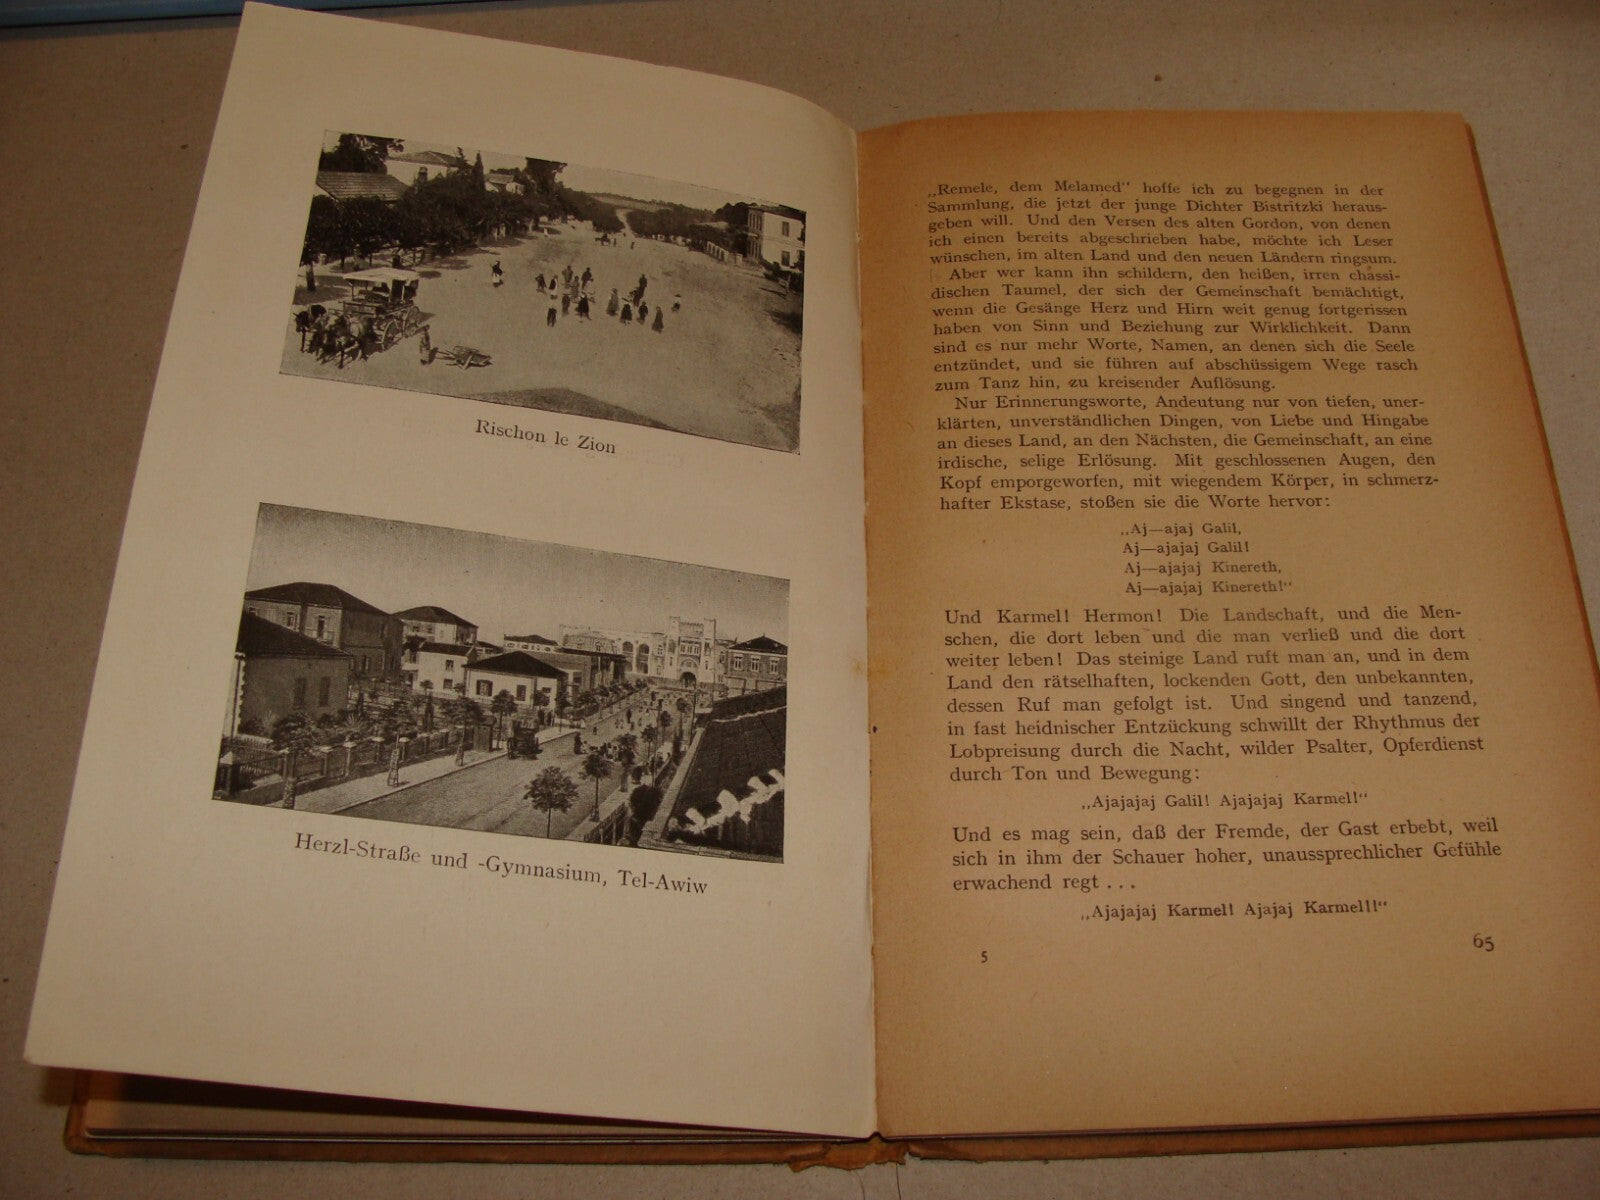 Rischon le Zion
Herzl-Straße und -Gymnasium, Tel-Awiw
„Remele, dem Melamed“ hoffe ich zu begegnen in der
Sammlung, die jetzt der junge Dichter Bistritzki heraus-
geben will. Und den Versen des alten Gordon, von denen
ich einen bereits abgeschrieben habe, möchte ich Leser
wünschen, im alten Land und den neuen Ländern ringsum.
Aber wer kann ihn schildern, den heißen, irren chassi-
dischen Taumel, der sich der Gemeinschaft bemächtigt,
wenn die Gesänge Herz und Hirn weit genug fortgerissen
haben von Sinn und Beziehung zur Wirklichkeit. Dann
sind es nur mehr Worte, Namen, an denen sich die Seele
entzündet, und sie führen auf abschüssigem Wege rasch
zum Tanz hin, zu kreisender Auflösung.
Nur Erinnerungsworte, Andeutung nur von tiefen, uner-
klärten, unverständlichen Dingen, von Liebe und Hingabe
an dieses Land, an den Nächsten, die Gemeinschaft, an eine
irdische, selige Erlösung. Mit geschlossenen Augen, den
Kopf emporgeworfen, mit wiegendem Körper, in schmerz-
hafter Ekstase, stoßen sie die Worte hervor:
„Aj—ajaj Galil,
Aj—ajajaj Galil!
Aj—ajajaj Kinereth,
Aj—ajajaj Kinereth!“
Und Karmel! Hermon! Die Landschaft, und die Men-
schen, die dort leben und die man verließ und die dort
weiter leben! Das steinige Land ruft man an, und in dem
Land den rätselhaften, lockenden Gott, den unbekannten,
dessen Ruf man gefolgt ist. Und singend und tanzend,
in fast heidnischer Entzückung schwillt der Rhythmus der
Lobpreisung durch die Nacht, wilder Psalter, Opferdienst
durch Ton und Bewegung:
„Ajajajaj Galil! Ajajajaj Karmel!“
Und es mag sein, daß der Fremde, der Gast erbebt, weil
sich in ihm der Schauer hoher, unaussprechlicher Gefühle
erwachend regt ...
„Ajajajaj Karmel! Ajajaj Karmel!!“
5
65